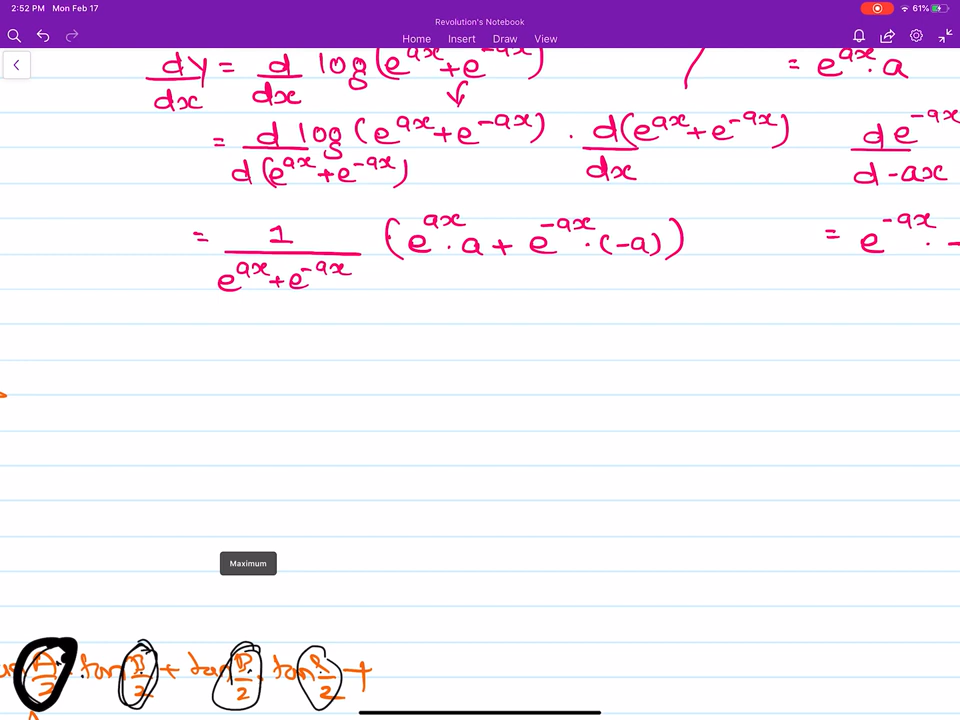 2:52 PM Mon Feb 17
61%
Revolution's Notebook
Home Insert Draw View
dy/dx = d/dx log(e^ax + e^-ax)
= e^ax · a
= d log(e^ax + e^-ax)/d(e^ax + e^-ax) · d(e^ax + e^-ax)/dx
de^-ax/d-ax
= 1/(e^ax + e^-ax) (e^ax · a + e^-ax · (-a))
= e^-ax · -
Maximum
A/2 tan B/2 + tan B/2 tan /2 +